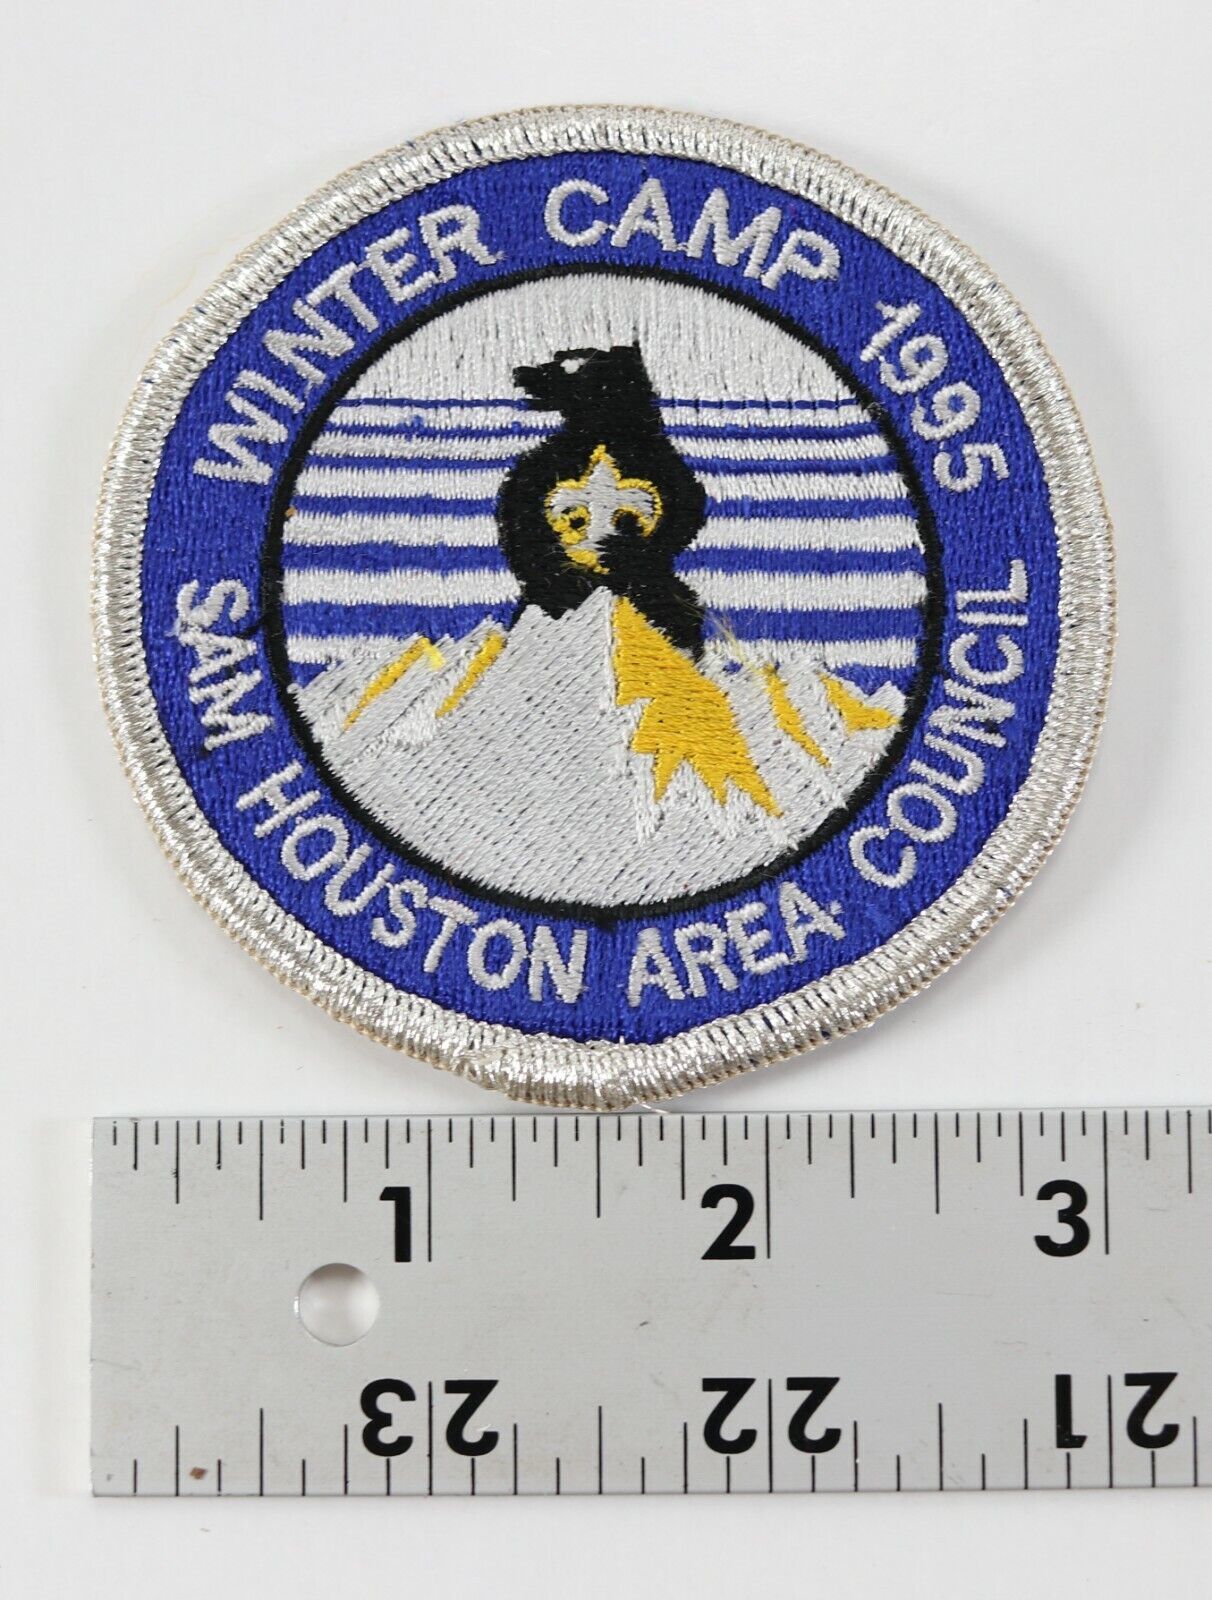 WINTER CAMP 1995
SAM HOUSTON AREA COUNCIL
1 2 3
23 22 21